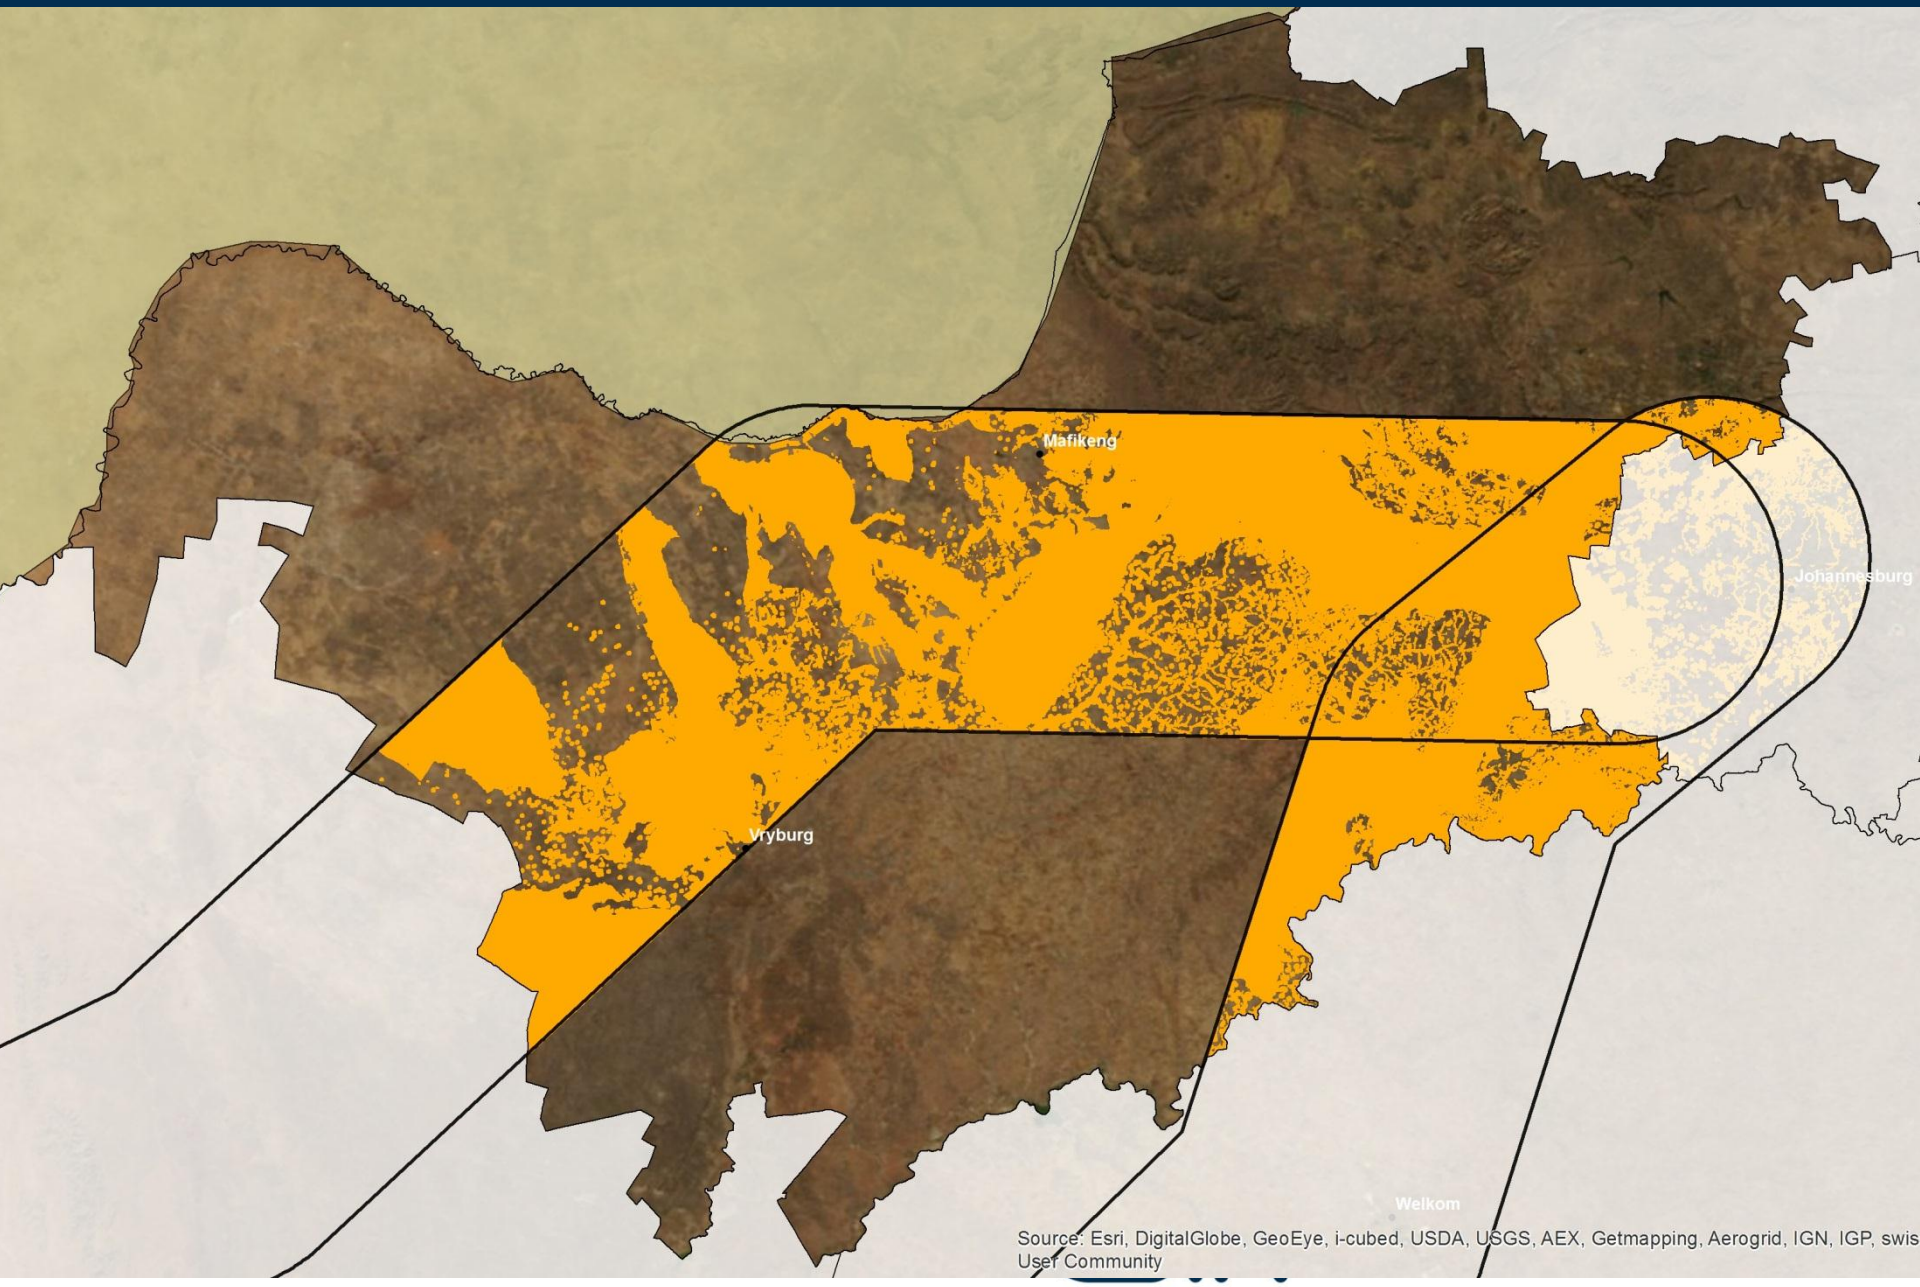 Mafikeng
Johannesburg
Vryburg
Welkom
Source: Esri, DigitalGlobe, GeoEye, i-cubed, USDA, USGS, AEX, Getmapping, Aerogrid, IGN, IGP, swis
User Community